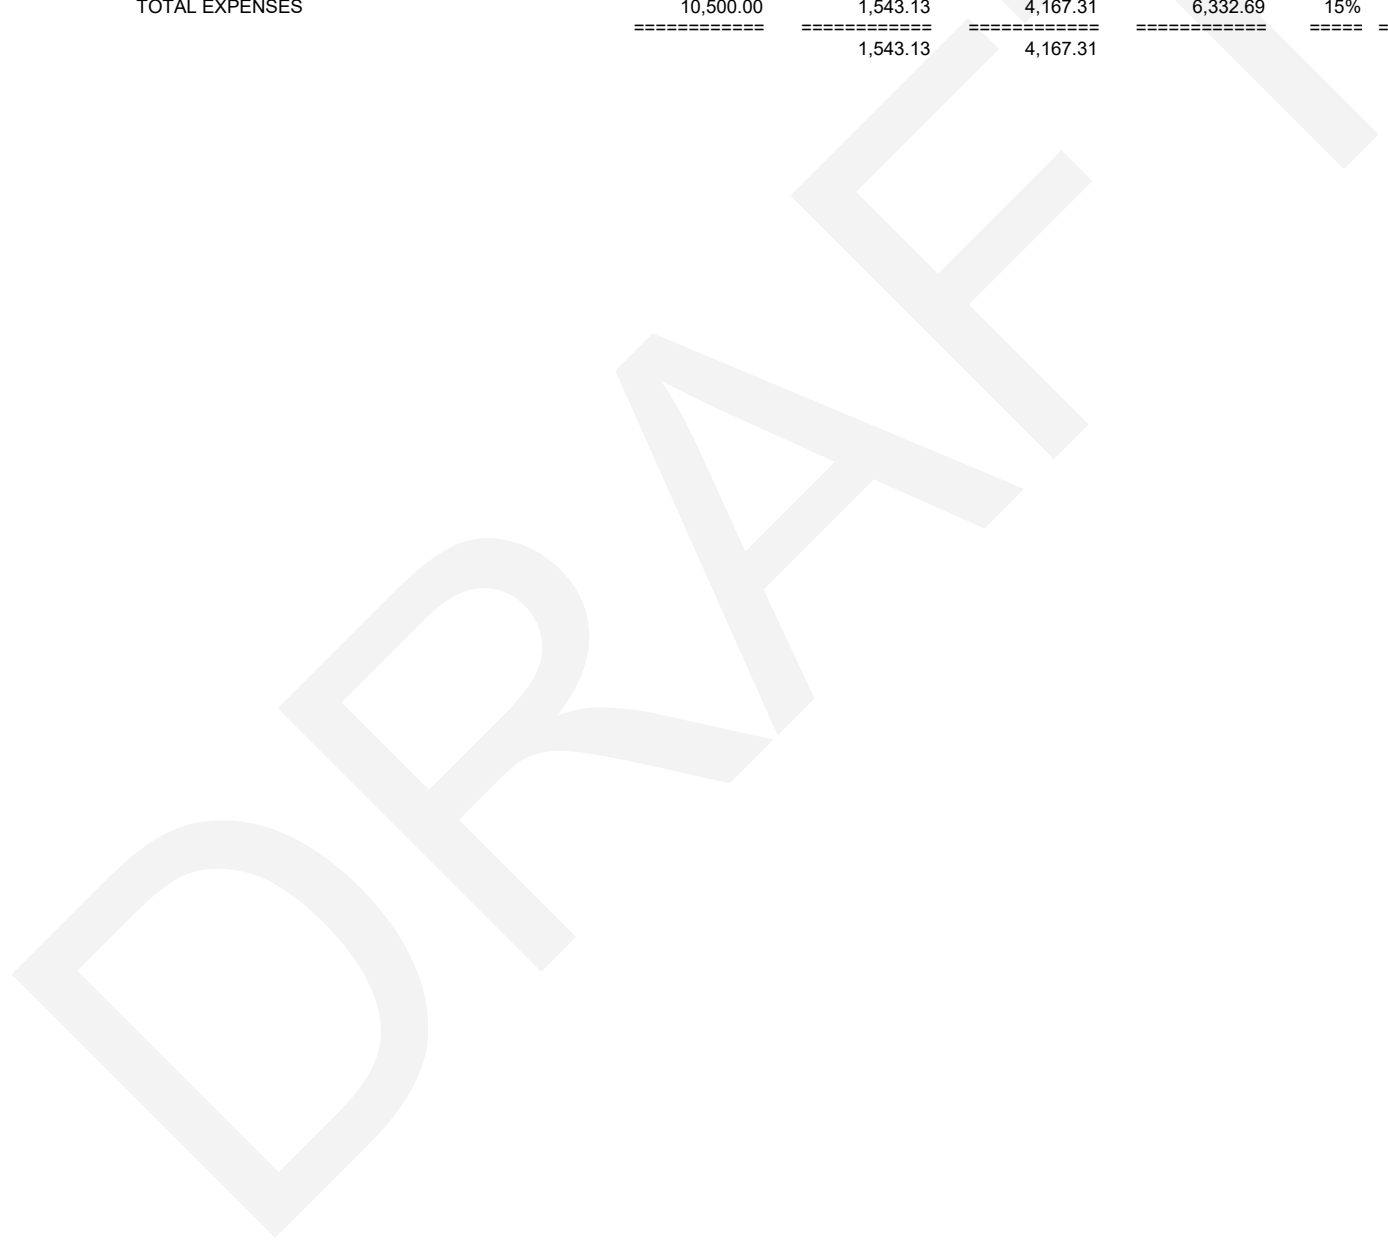 TOTAL EXPENSES 10,500.00 1,543.13 4,167.31 6,332.69 15%
============ ============ ============ ============ ===== =
1,543.13 4,167.31
DRAFT